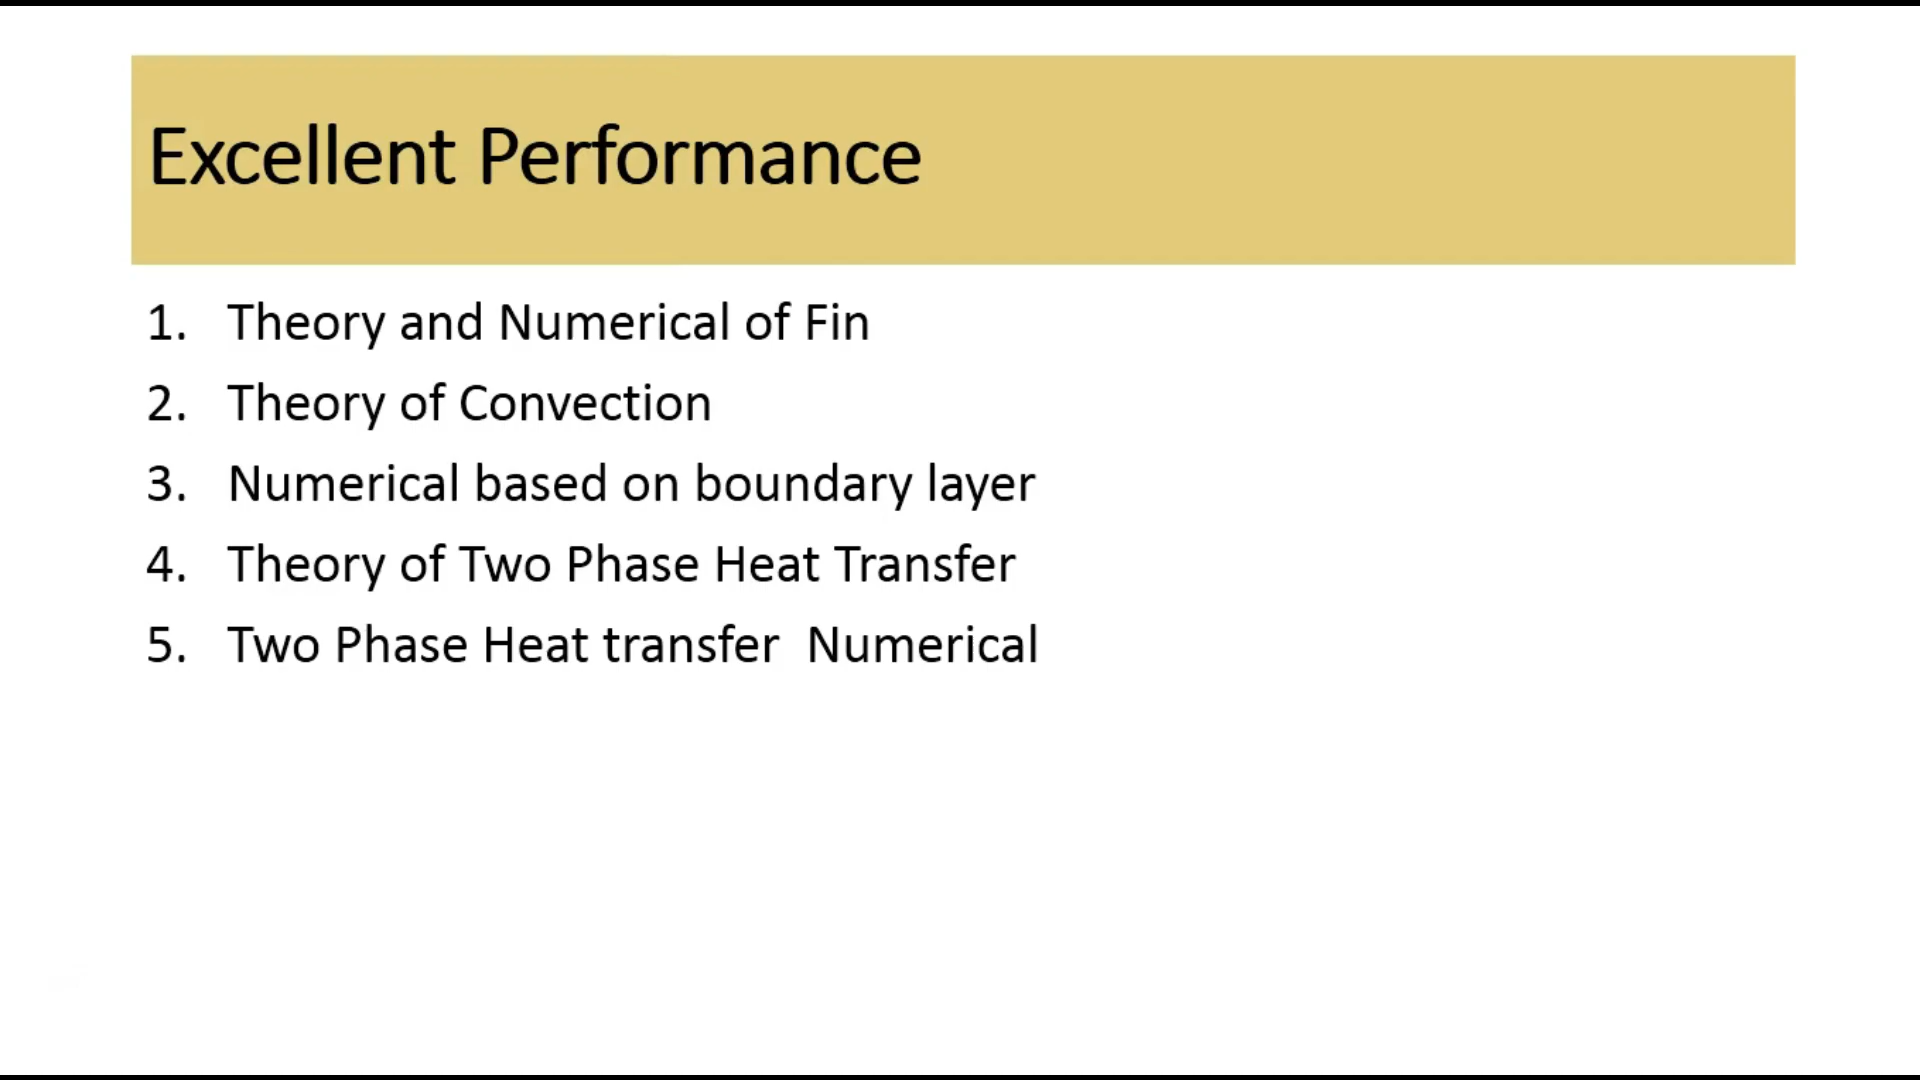 Excellent Performance
1. Theory and Numerical of Fin
2. Theory of Convection
3. Numerical based on boundary layer
4. Theory of Two Phase Heat Transfer
5. Two Phase Heat transfer  Numerical